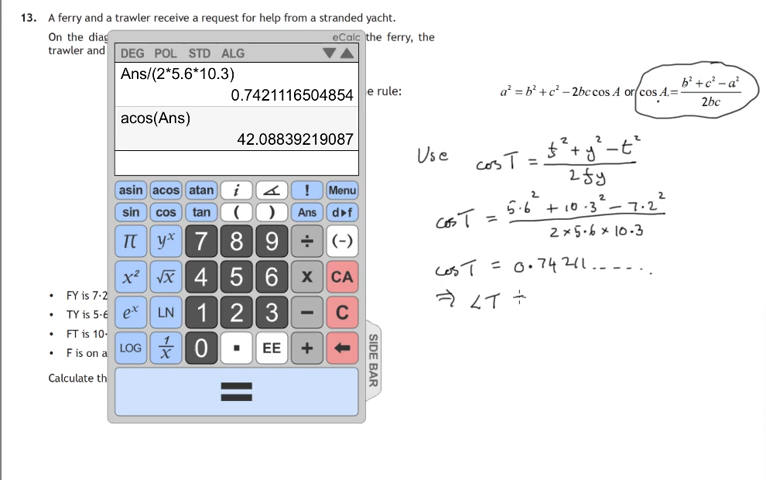 13. A ferry and a trawler receive a request for help from a stranded yacht.
On the diag
eCalc
the ferry, the
trawler and
DEG POL STD ALG
Ans/(2*5.6*10.3)
0.7421116504854
acos(Ans)
42.08839219087
e rule:
a² = b² + c² − 2bc cos A or cos A = (b² + c² − a²)/2bc
Use cos T = (f² + y² − t²)/2fy
cos T = (5.6² + 10.3² − 7.2²)/2 × 5.6 × 10.3
cos T = 0.74211......
⇒ ∠T ÷
asin acos atan i ∠ ! Menu
sin cos tan ( ) Ans d▸f
π yˣ 7 8 9 ÷ (−)
x² √x 4 5 6 X CA
eˣ LN 1 2 3 − C
LOG 1/x 0 . EE + ←
=
SIDE BAR
• FY is 7·2
• TY is 5·6
• FT is 10·
• F is on a
Calculate th